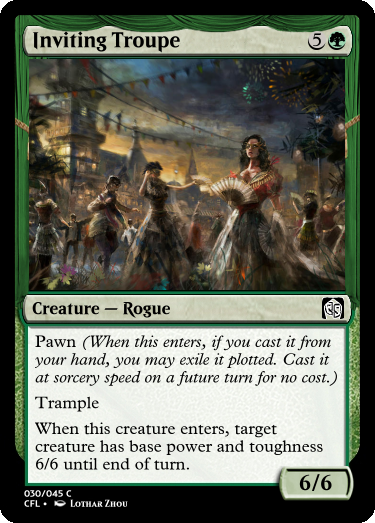 Inviting Troupe 5
Creature — Rogue
Pawn (When this enters, if you cast it from
your hand, you may exile it plotted. Cast it
at sorcery speed on a future turn for no cost.)
Trample
When this creature enters, target
creature has base power and toughness
6/6 until end of turn.
6/6
030/045 C
CFL • Lothar Zhou